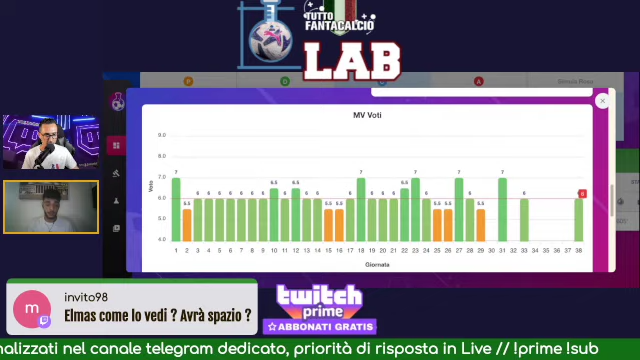 TUTTO
FANTACALCIO
LAB
P
D
C
A
MV Voti
9.0
8.0
7.0
6.0
5.0
4.0
Voto
7 5.5 6 6 6 6 6 6 6 6.5 6 6.5 6 6 5.5 5.5 6 7 6 6 6 6.5 7 6 5.5 5.5 7 6 5.5 7 6 6
1 2 3 4 5 6 7 8 9 10 11 12 13 14 15 16 17 18 19 20 21 22 23 24 25 26 27 28 29 31 33 38
Giornata
m
invito98
Elmas come lo vedi ? Avrà spazio ?
twitch
prime
ABBONATI GRATIS
nalizzati nel canale telegram dedicato, priorità di risposta in Live // !prime !sub